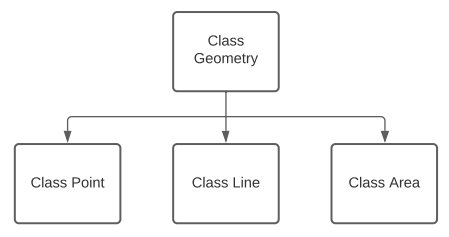 Class
Geometry
Class Point
Class Line
Class Area